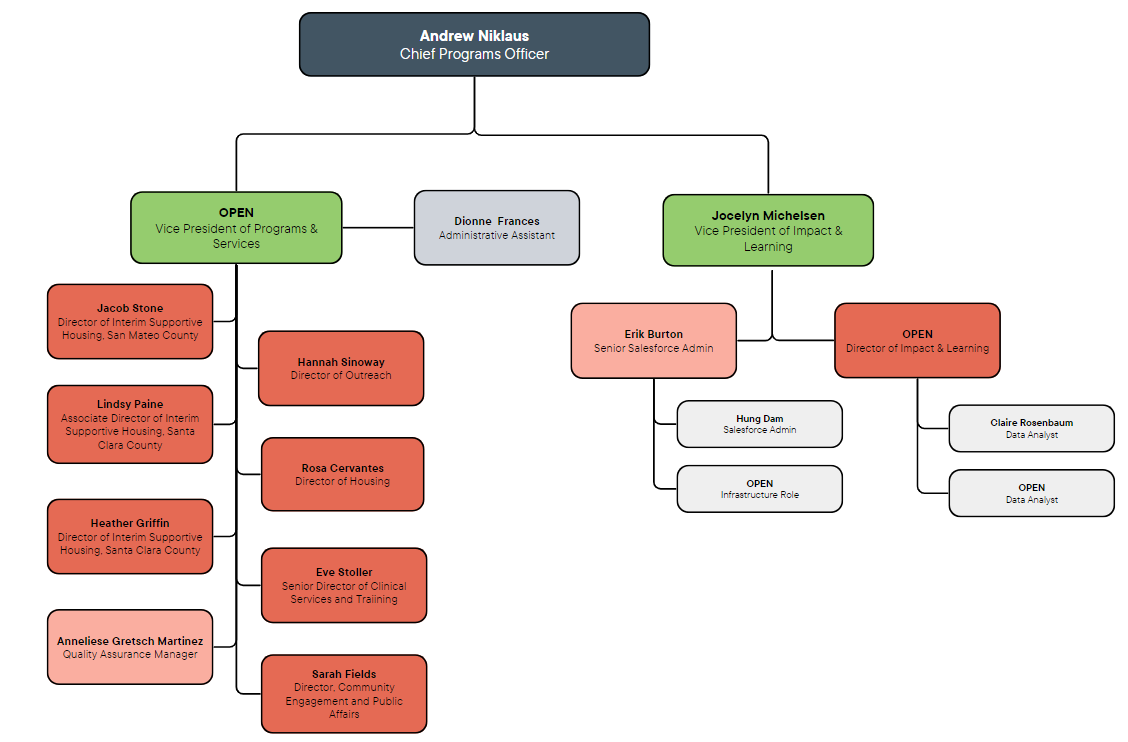 Andrew Niklaus
Chief Programs Officer
OPEN
Vice President of Programs &
Services
Dionne Frances
Administrative Assistant
Jocelyn Michelsen
Vice President of Impact &
Learning
Jacob Stone
Director of Interim Supportive
Housing, San Mateo County
Hannah Sinoway
Director of Outreach
Lindsy Paine
Associate Director of Interim
Supportive Housing, Santa
Clara County
Rosa Cervantes
Director of Housing
Heather Griffin
Director of Interim Supportive
Housing, Santa Clara County
Eve Stoller
Senior Director of Clinical
Services and Traiining
Anneliese Gretsch Martinez
Quality Assurance Manager
Sarah Fields
Director, Community
Engagement and Public
Affairs
Erik Burton
Senior Salesforce Admin
OPEN
Director of Impact & Learning
Hung Dam
Salesforce Admin
OPEN
Infrastructure Role
Claire Rosenbaum
Data Analyst
OPEN
Data Analyst